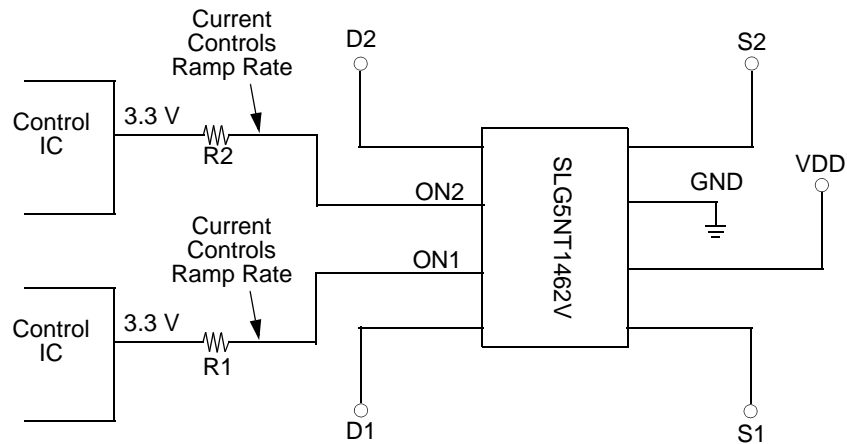 Current
Controls
Ramp Rate
D2
S2
Control
IC
3.3 V
R2
ON2
SLG5NT1462V
GND
VDD
Current
Controls
Ramp Rate
ON1
Control
IC
3.3 V
R1
D1
S1